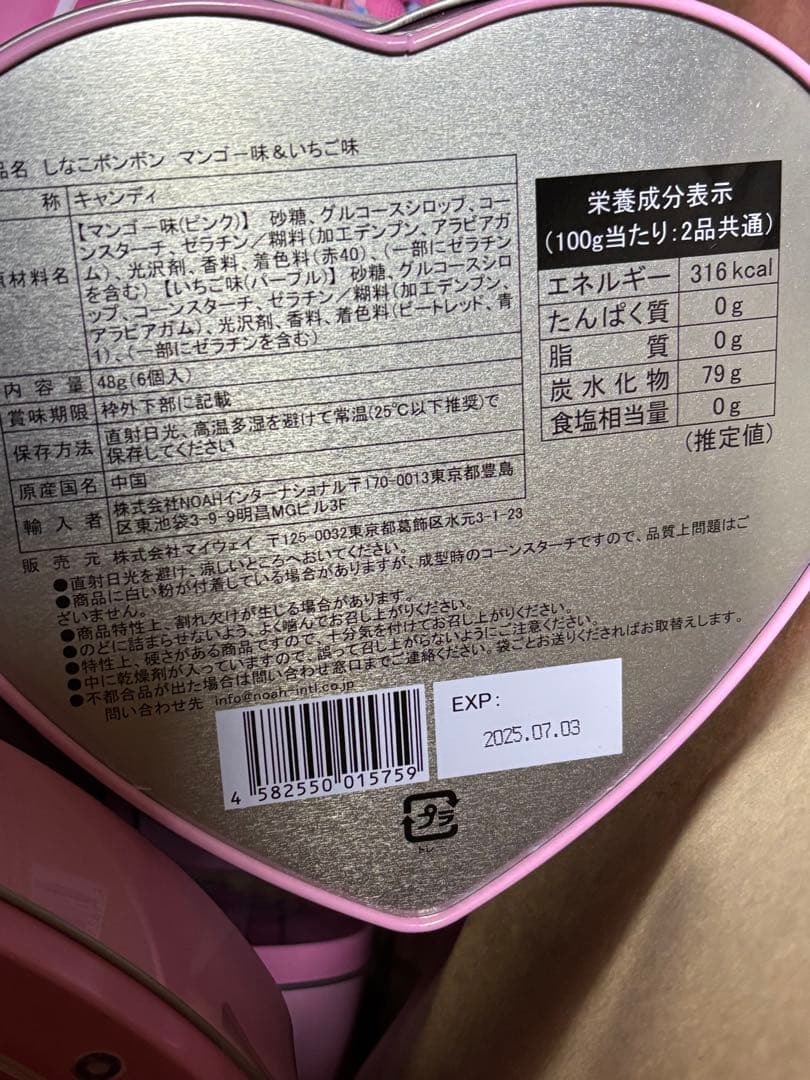 品名 しなこボンボン マンゴー味&いちご味
称 キャンディ
原材料名 【マンゴー味(ピンク)】 砂糖、グルコースシロップ、コー
ンスターチ、ゼラチン/糊料(加工デンプン、アラビアガ
ム)、光沢剤、香料、着色料(赤40)、(一部にゼラチン
を含む)【いちご味(パープル)】砂糖、グルコースシロ
ップ、コーンスターチ、ゼラチン/糊料(加工デンプン、
アラビアガム)、光沢剤、香料、着色料(ビートレッド、青
1)、(一部にゼラチンを含む)
内容量 48g(6個入)
賞味期限 枠外下部に記載
保存方法 直射日光、高温多湿を避けて常温(25℃以下推奨)で
保存してください
原産国名 中国
輸入者 株式会社NOAHインターナショナル 〒170-0013東京都豊島
区東池袋3-9-9明昌MGビル3F
販売元 株式会社マイウェイ 〒125-0032東京都葛飾区水元3-1-23
●直射日光を避け、涼しいところへおいてください。
●商品に白い粉が付着している場合がありますが、成型時のコーンスターチですので、品質上問題はご
ざいません。
●商品特性上、割れ欠けが生じる場合があります。
●のどに詰まらせないよう、よく噛んでお召し上がりください。
●特性上、硬さがある商品ですので、十分気を付けてお召し上がりください。
●中に乾燥剤が入っていますので、誤って召し上がらないようにご注意ください。
●不都合品が出た場合は問い合わせ窓口までご連絡ください。袋ごとお送りくださればお取替えします。
問い合わせ先 info@noah-intl.co.jp
栄養成分表示
(100g当たり:2品共通)
エネルギー 316kcal
たんぱく質 0g
脂質 0g
炭水化物 79g
食塩相当量 0g
(推定値)
EXP:
2025.07.03
4 582550 015759
プラ
トレー